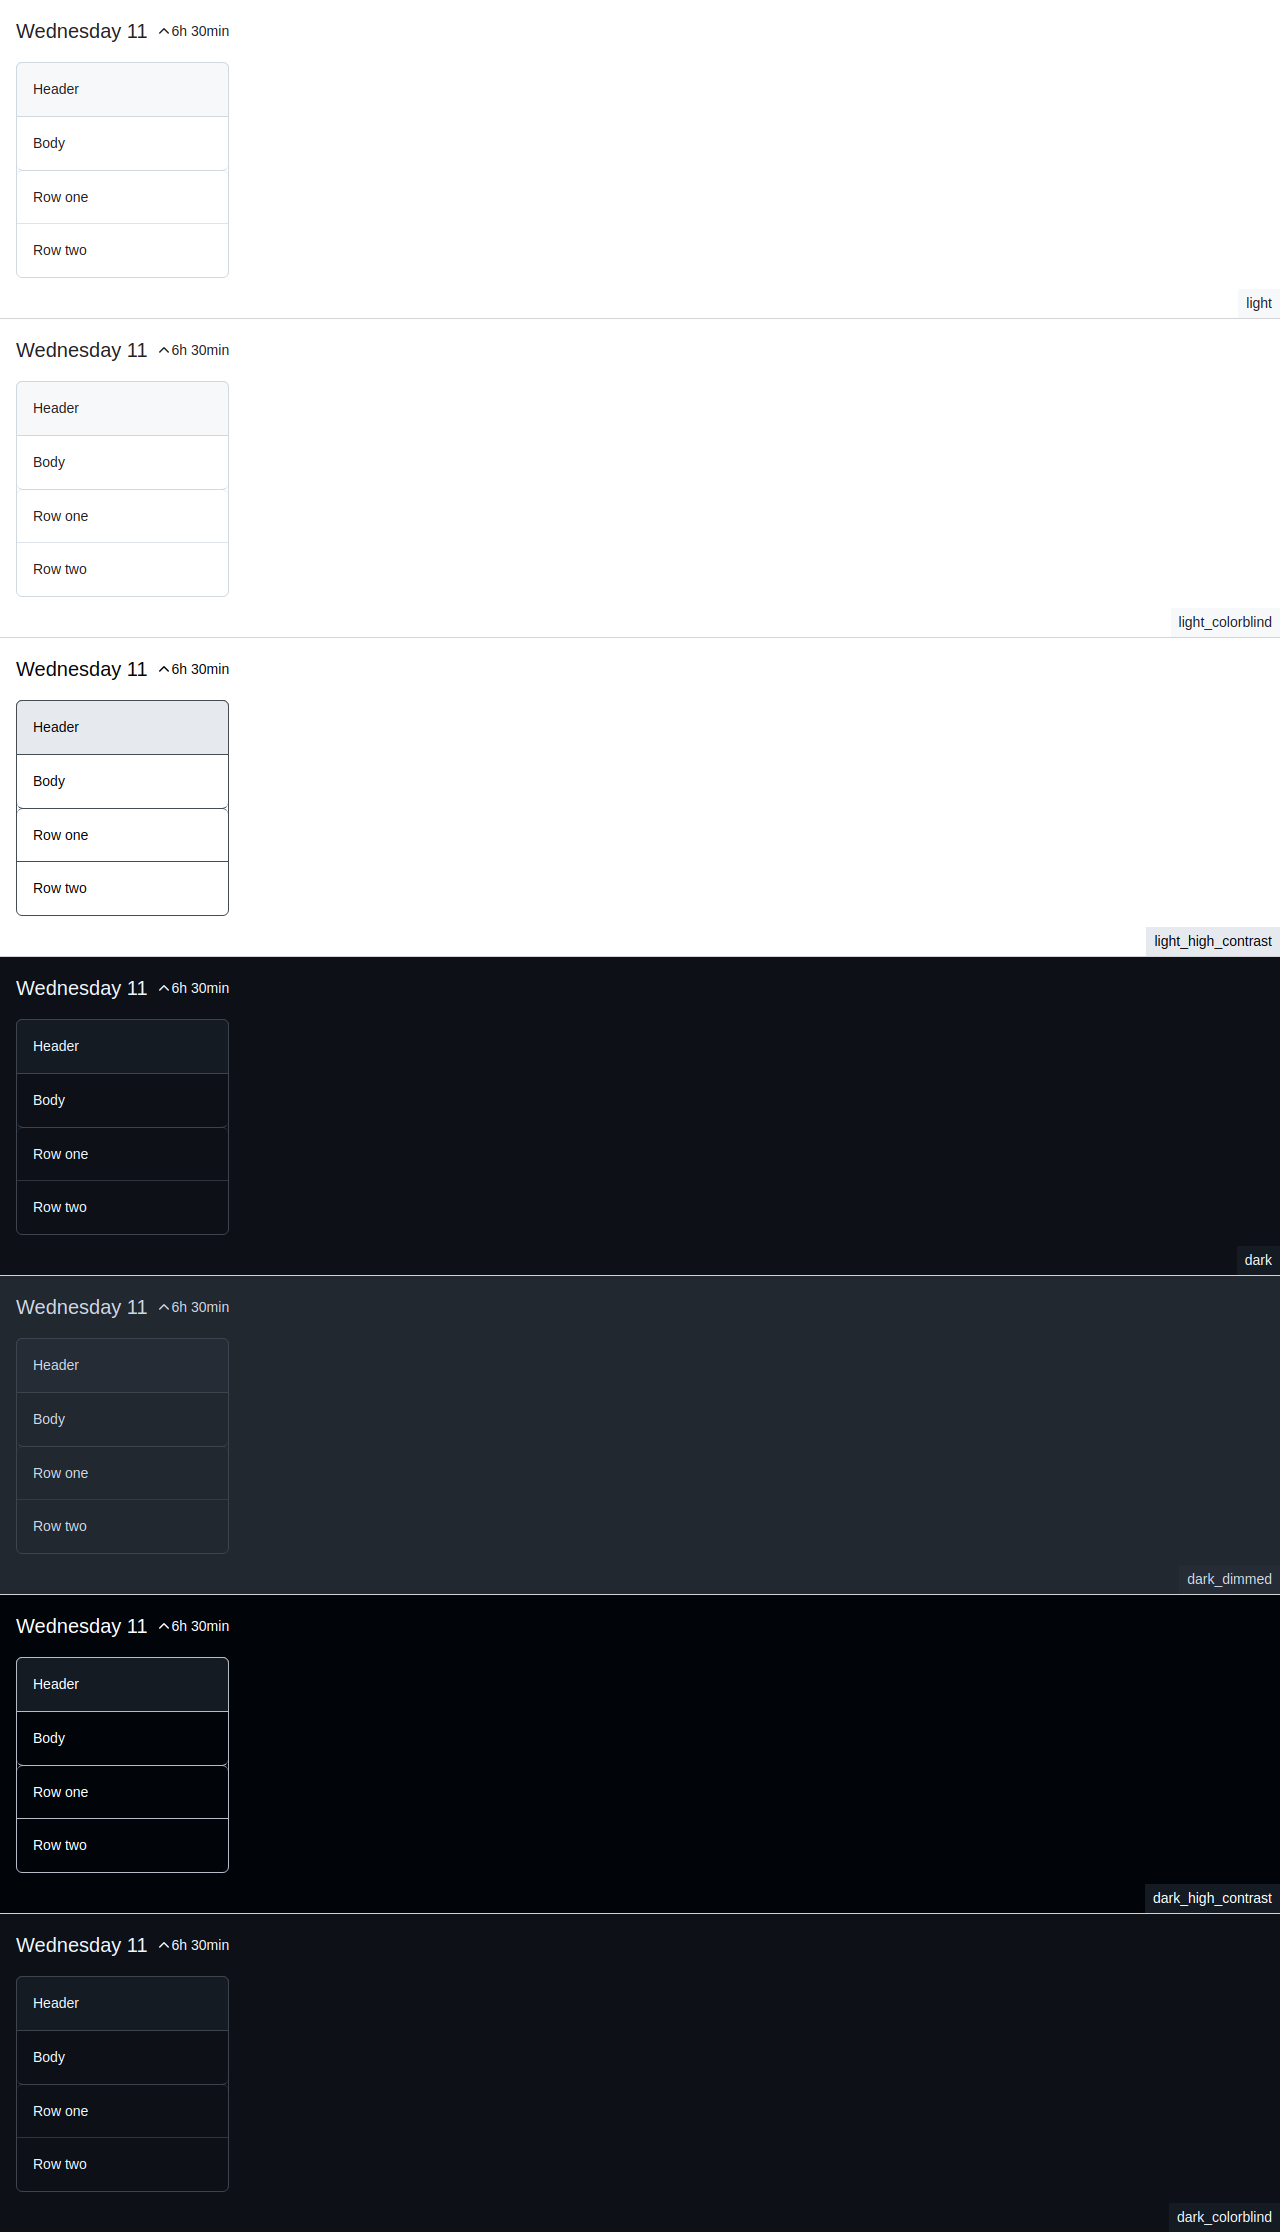 Wednesday 11 6h 30min
Header
Body
Row one
Row two
light
Wednesday 11 6h 30min
Header
Body
Row one
Row two
light_colorblind
Wednesday 11 6h 30min
Header
Body
Row one
Row two
light_high_contrast
Wednesday 11 6h 30min
Header
Body
Row one
Row two
dark
Wednesday 11 6h 30min
Header
Body
Row one
Row two
dark_dimmed
Wednesday 11 6h 30min
Header
Body
Row one
Row two
dark_high_contrast
Wednesday 11 6h 30min
Header
Body
Row one
Row two
dark_colorblind